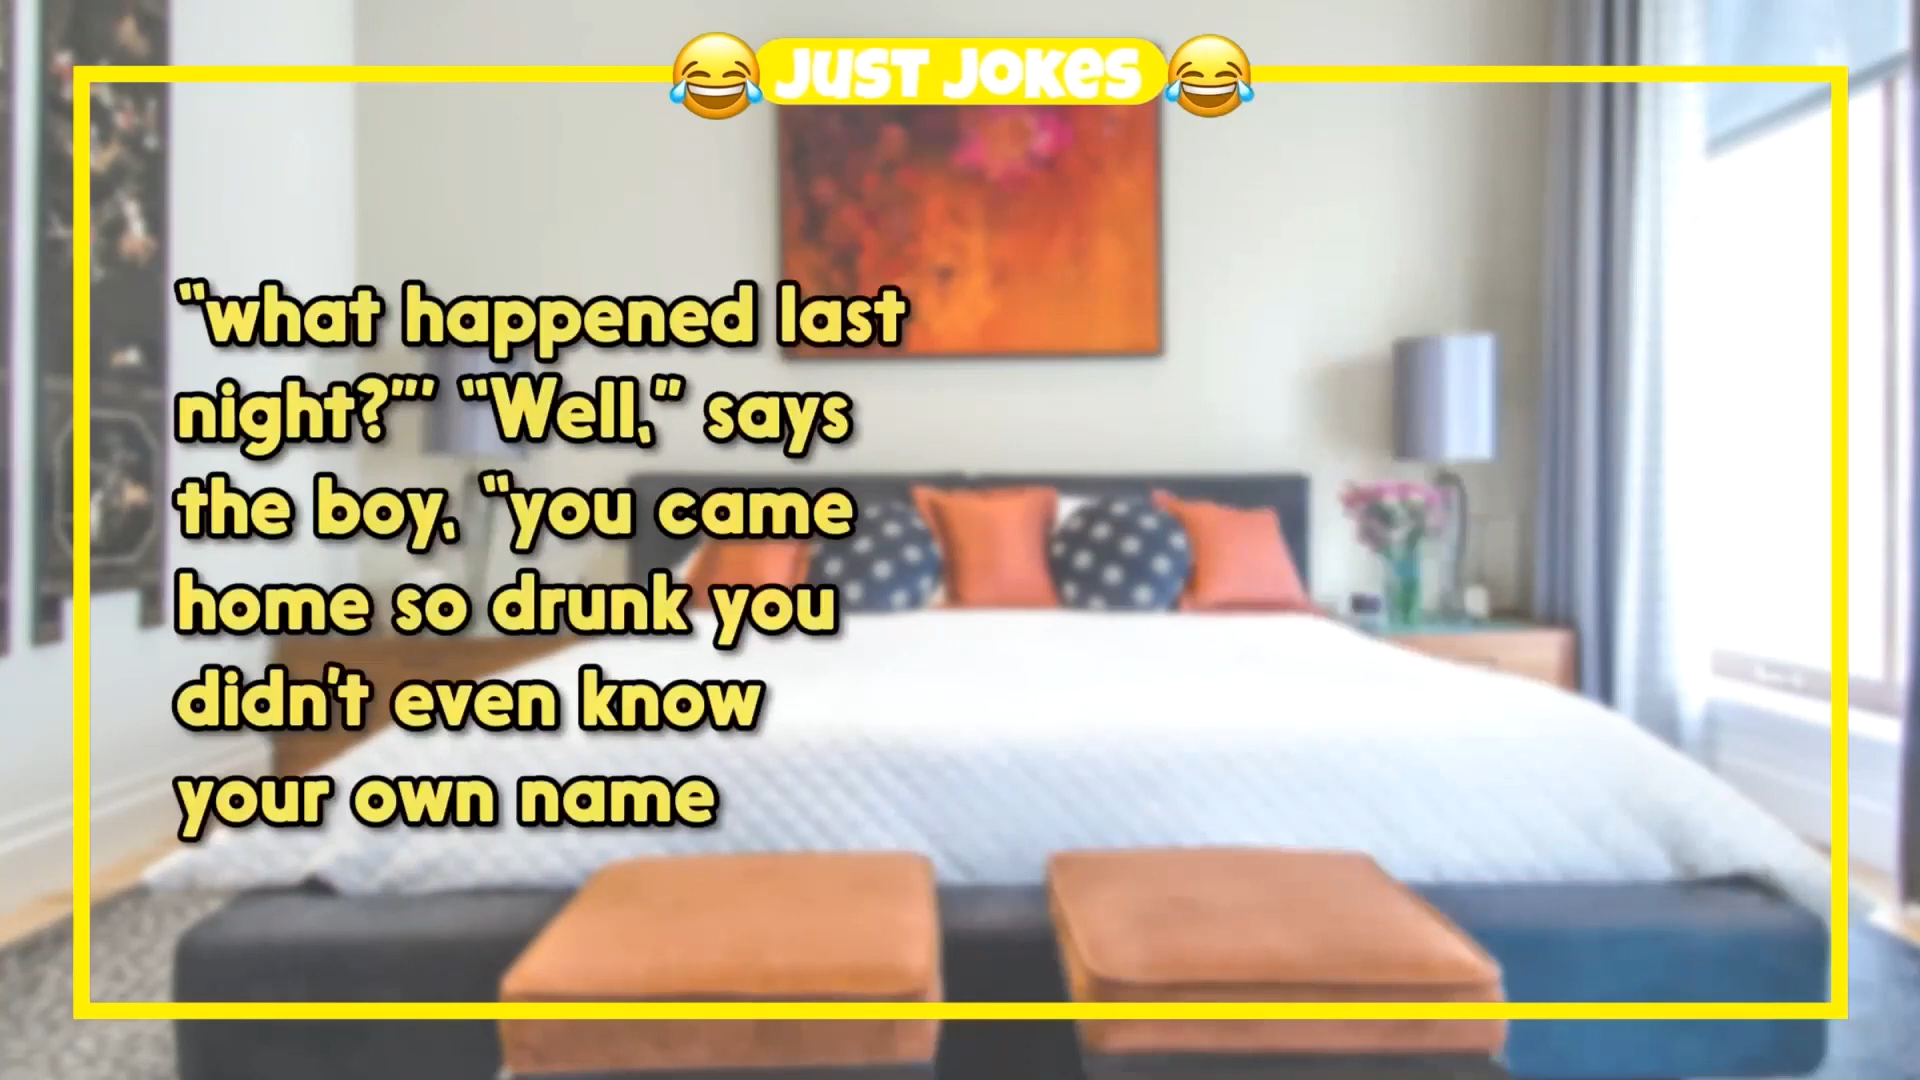 JUST JOKES
"what happened last
night?"' "Well," says
the boy, "you came
home so drunk you
didn't even know
your own name